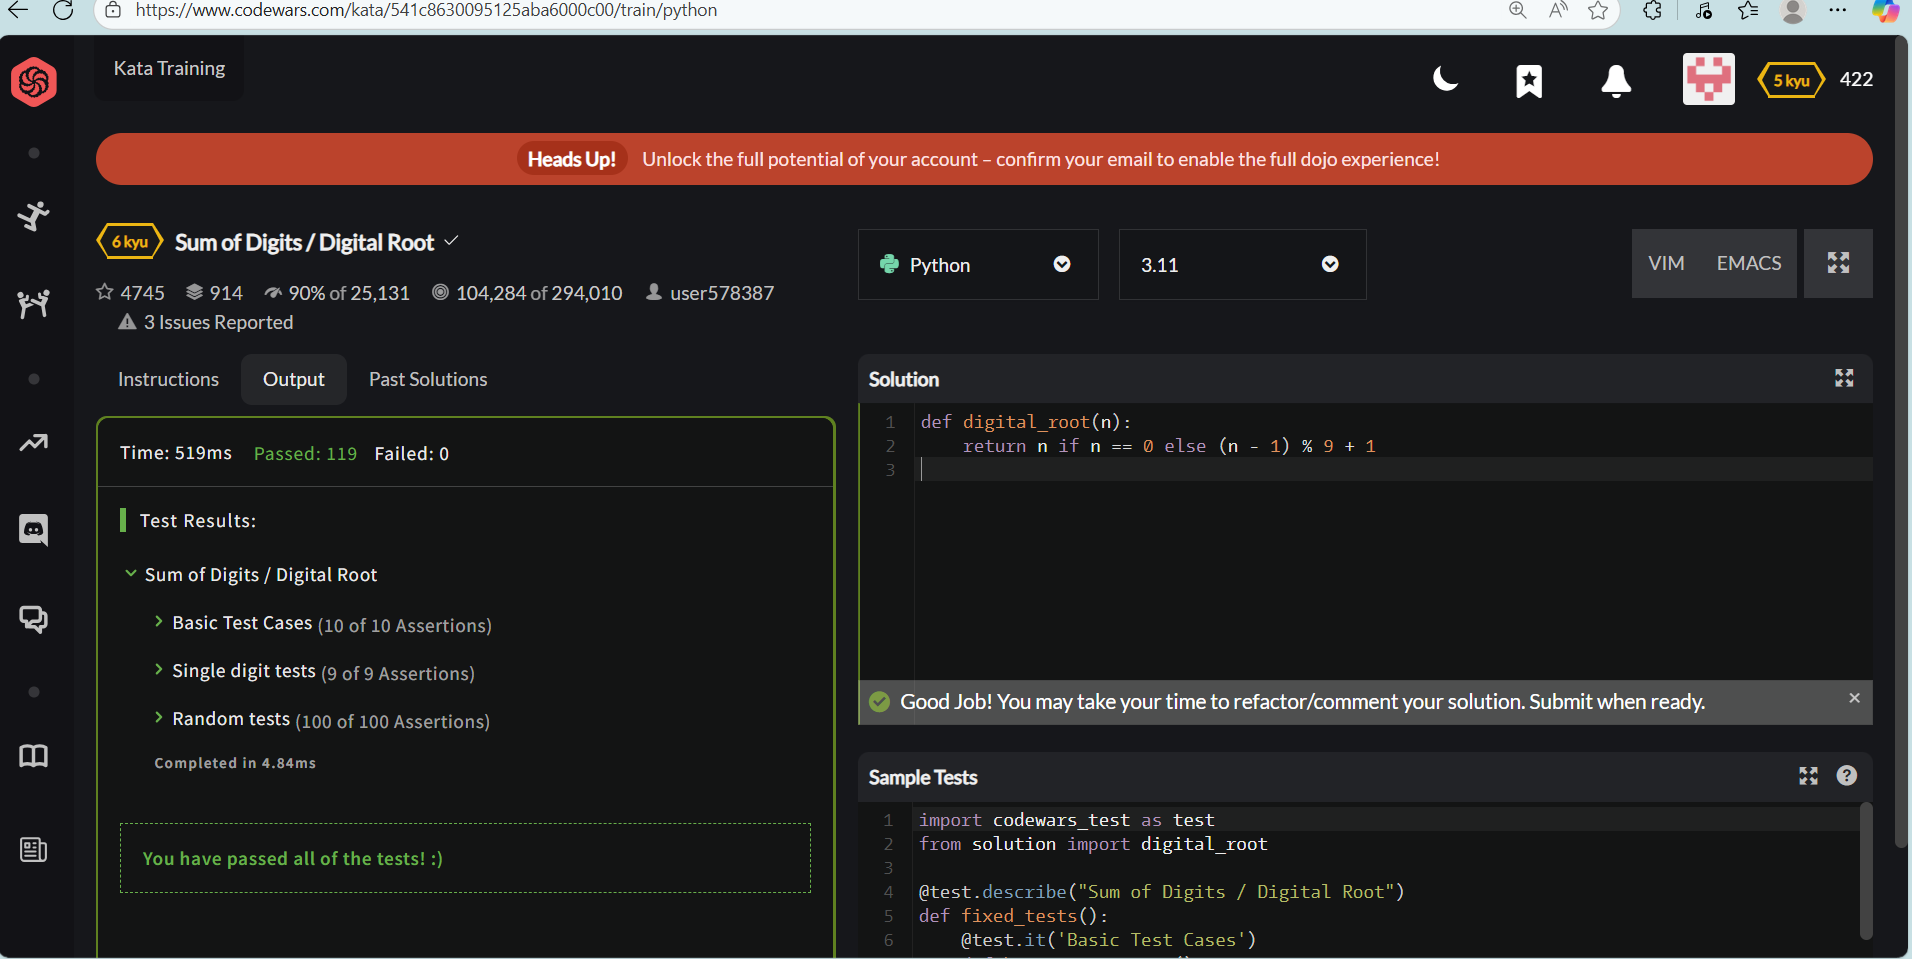 https://www.codewars.com/kata/541c8630095125aba6000c00/train/python
Kata Training
5 kyu 422
Heads Up! Unlock the full potential of your account – confirm your email to enable the full dojo experience!
6 kyu Sum of Digits / Digital Root
4745 914 90% of 25,131 104,284 of 294,010 user578387
3 Issues Reported
Python 3.11 VIM EMACS
Instructions Output Past Solutions
Time: 519ms Passed: 119 Failed: 0
Test Results:
Sum of Digits / Digital Root
Basic Test Cases (10 of 10 Assertions)
Single digit tests (9 of 9 Assertions)
Random tests (100 of 100 Assertions)
Completed in 4.84ms
You have passed all of the tests! :)
Solution
1 def digital_root(n):
2     return n if n == 0 else (n - 1) % 9 + 1
3
Good Job! You may take your time to refactor/comment your solution. Submit when ready.
Sample Tests
1 import codewars_test as test
2 from solution import digital_root
3
4 @test.describe("Sum of Digits / Digital Root")
5 def fixed_tests():
6     @test.it('Basic Test Cases')